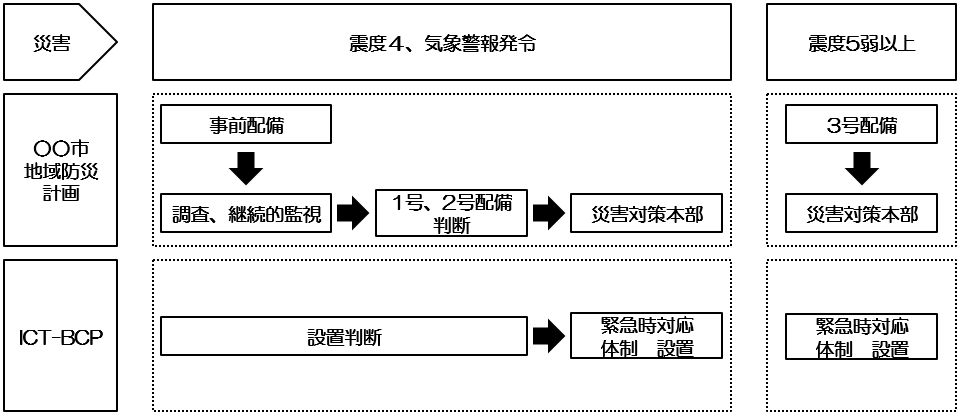 災害
震度４、気象警報発令
震度5弱以上
〇〇市
地域防災
計画
事前配備
調査、継続的監視
１号、２号配備
判断
災害対策本部
３号配備
災害対策本部
ICT-BCP
設置判断
緊急時対応
体制　設置
緊急時対応
体制　設置